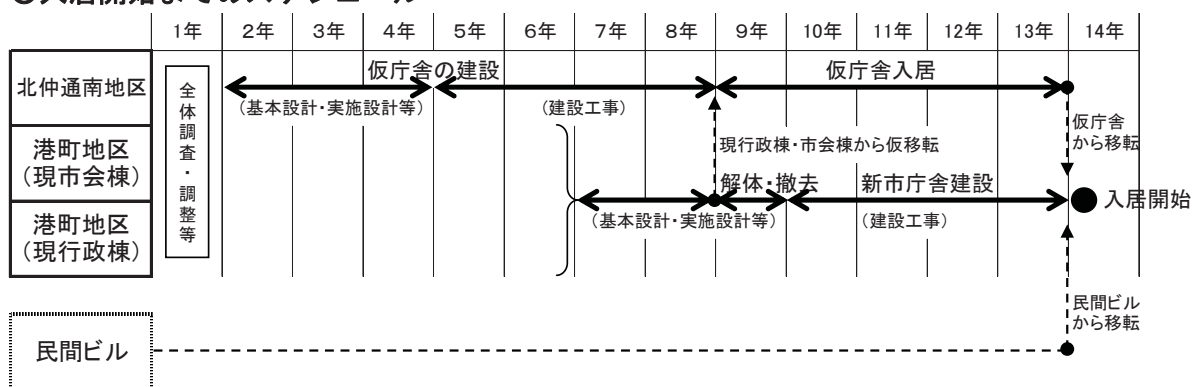 1年 2年 3年 4年 5年 6年 7年 8年 9年 10年 11年 12年 13年 14年
北仲通南地区
全体調査・調整等
仮庁舎の建設
仮庁舎入居
（基本設計・実施設計等）
（建設工事）
仮庁舎
から移転
港町地区
（現市会棟）
現行政棟・市会棟から仮移転
解体・撤去
新市庁舎建設
入居開始
港町地区
（現行政棟）
（基本設計・実施設計等）
（建設工事）
民間ビル
から移転
民間ビル